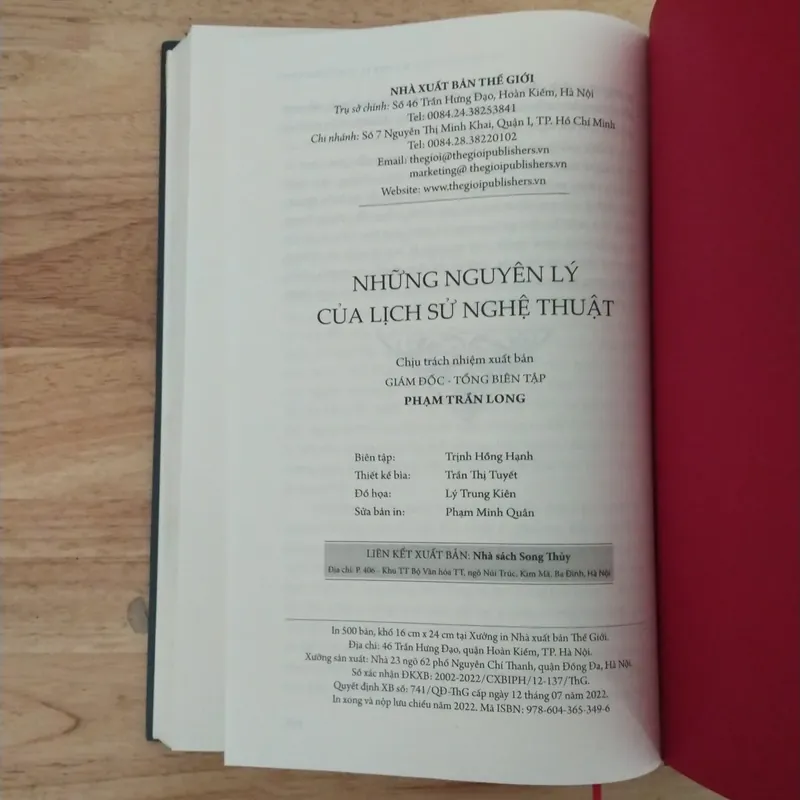 NHÀ XUẤT BẢN THẾ GIỚI
Trụ sở chính: Số 46 Trần Hưng Đạo, Hoàn Kiếm, Hà Nội
Tel: 0084.24.38253841
Chi nhánh: Số 7 Nguyễn Thị Minh Khai, Quận I, TP. Hồ Chí Minh
Tel: 0084.28.38220102
Email: thegioi@thegioipublishers.vn
marketing@ thegioipublishers.vn
Website: www.thegioipublishers.vn
NHỮNG NGUYÊN LÝ
CỦA LỊCH SỬ NGHỆ THUẬT
Chịu trách nhiệm xuất bản
GIÁM ĐỐC - TỔNG BIÊN TẬP
PHẠM TRẦN LONG
Biên tập: Trịnh Hồng Hạnh
Thiết kế bìa: Trần Thị Tuyết
Đồ họa: Lý Trung Kiên
Sửa bản in: Phạm Minh Quân
LIÊN KẾT XUẤT BẢN: Nhà sách Song Thủy
Địa chỉ: P. 406 - Khu TT Bộ Văn hóa TT, ngõ Núi Trúc, Kim Mã, Ba Đình, Hà Nội
In 500 bản, khổ 16 cm x 24 cm tại Xưởng in Nhà xuất bản Thế Giới.
Địa chỉ: 46 Trần Hưng Đạo, quận Hoàn Kiếm, TP. Hà Nội.
Xưởng sản xuất: Nhà 23 ngõ 62 phố Nguyễn Chí Thanh, quận Đống Đa, Hà Nội.
Số xác nhận ĐKXB: 2002-2022/CXBIPH/12-137/ThG.
Quyết định XB số: 741/QĐ-ThG cấp ngày 12 tháng 07 năm 2022.
In xong và nộp lưu chiểu năm 2022. Mã ISBN: 978-604-365-349-6